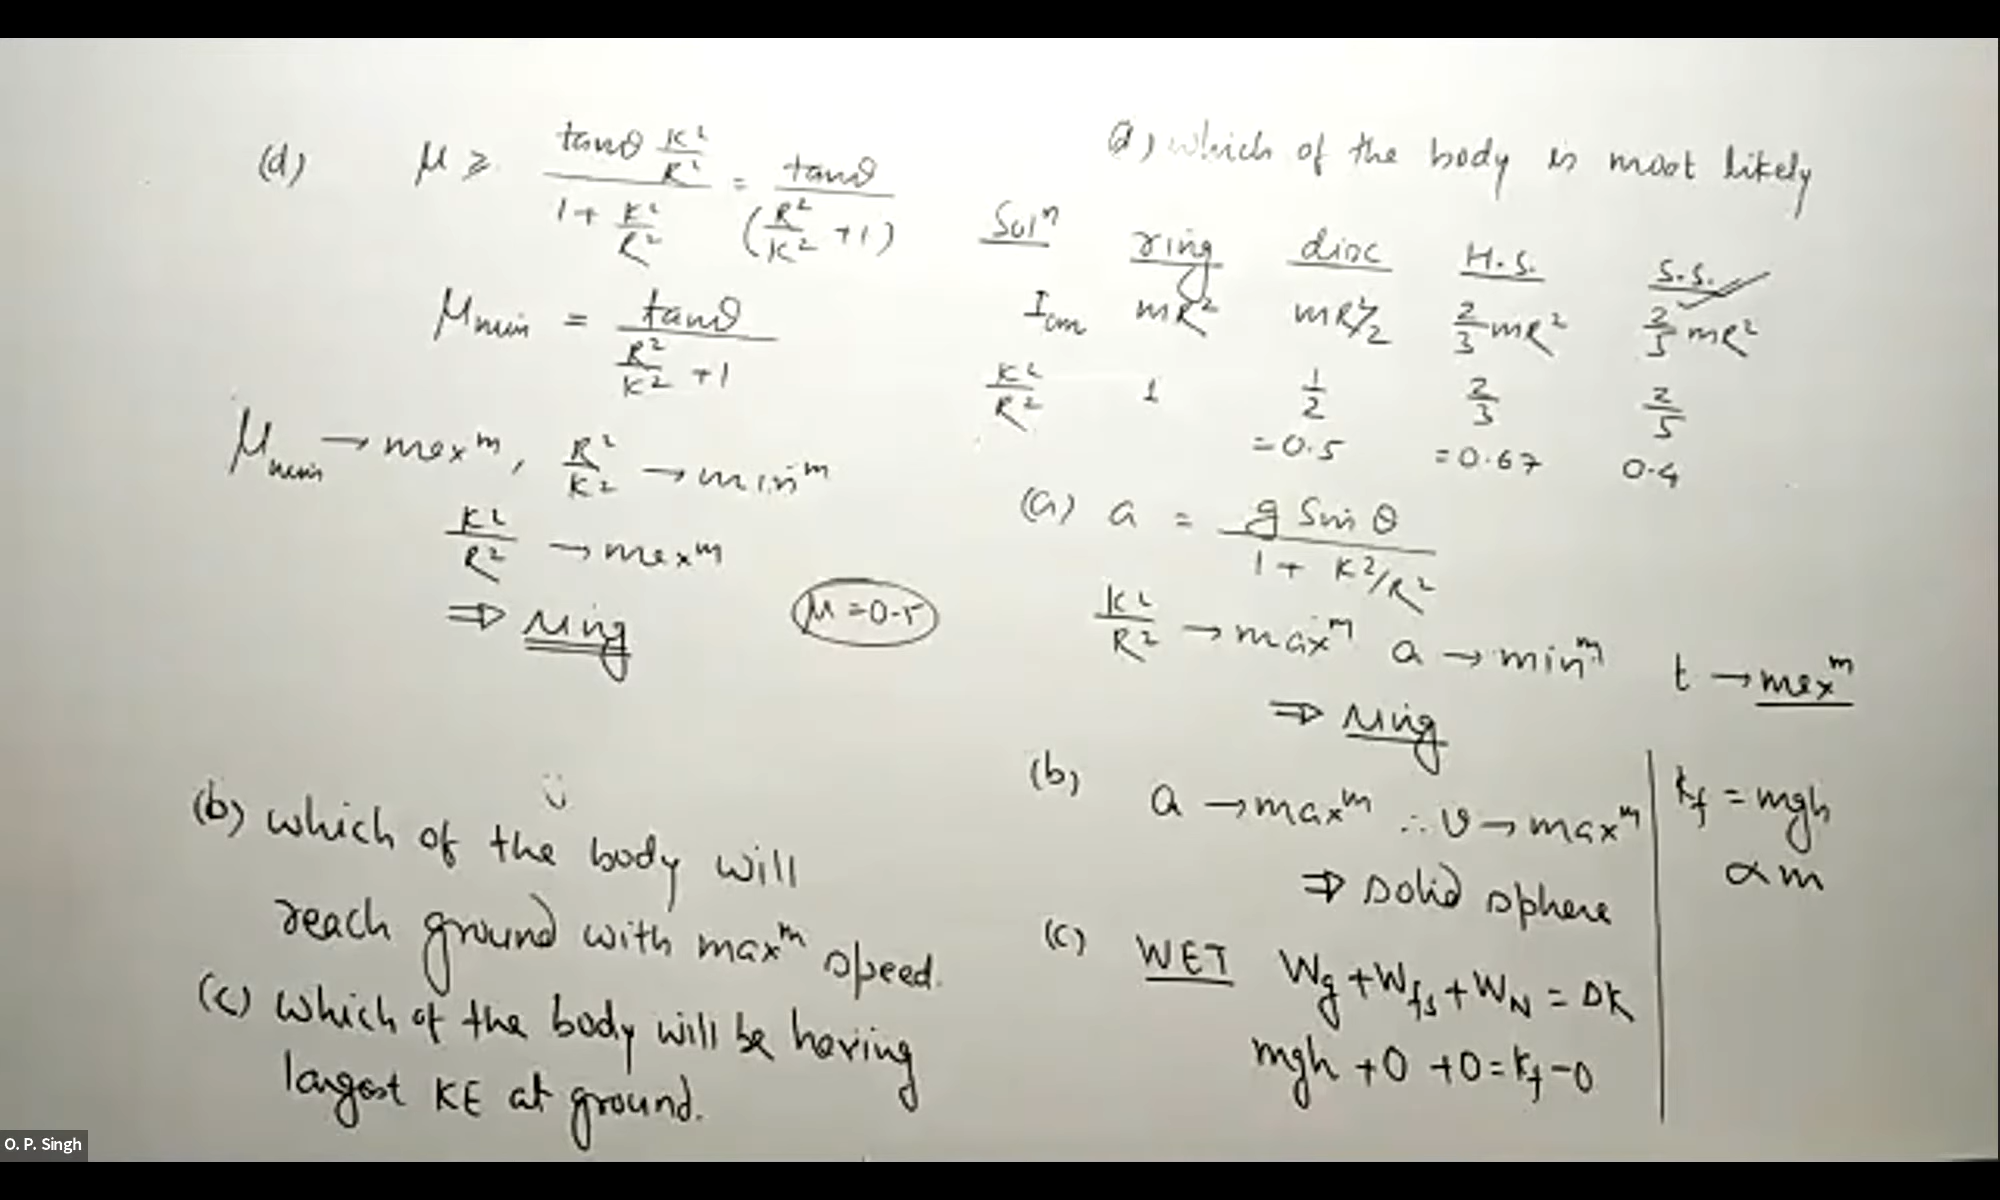 (d) μ ≥ (tanθ K²/R²) / (1 + K²/R²) = tanθ / (R²/K² + 1)
μmin = tanθ / (R²/K² + 1)
μmin → mexᵐ, R²/K² → minᵐ
K²/R² → mexᵐ
⇒ ring
μ = 0.5
(b) which of the body will
reach ground with maxᵐ speed.
(c) which of the body will be having
largest KE at ground.
d) which of the body is most likely
Solⁿ ring disc H.S. S.S.
Icm mR² mR²/2 2/3 mR² 2/5 mR²
K²/R² 1 1/2 2/3 2/5
=0.5 =0.67 0.4
(a) a = g Sin θ / (1 + K²/R²)
K²/R² → maxᵐ a → minᵐ t → mexᵐ
⇒ ring
(b) a → maxᵐ ∴ v → maxᵐ
⇒ solid sphere
Kf = mgh
∝ m
(c) WET Wg + Wfs + WN = ΔK
mgh + 0 + 0 = Kf - 0
O. P. Singh